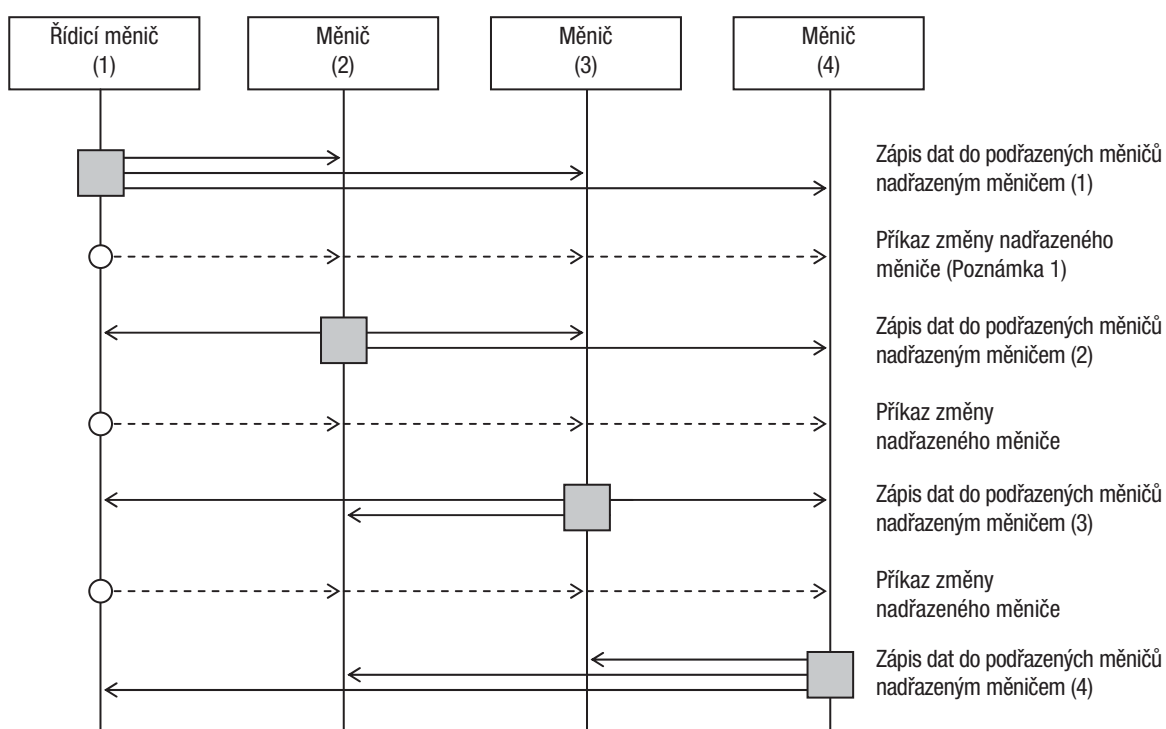 Řídicí měnič
(1)
Měnič
(2)
Měnič
(3)
Měnič
(4)
Zápis dat do podřazených měničů
nadřazeným měničem (1)
Příkaz změny nadřazeného
měniče (Poznámka 1)
Zápis dat do podřazených měničů
nadřazeným měničem (2)
Příkaz změny
nadřazeného měniče
Zápis dat do podřazených měničů
nadřazeným měničem (3)
Příkaz změny
nadřazeného měniče
Zápis dat do podřazených měničů
nadřazeným měničem (4)